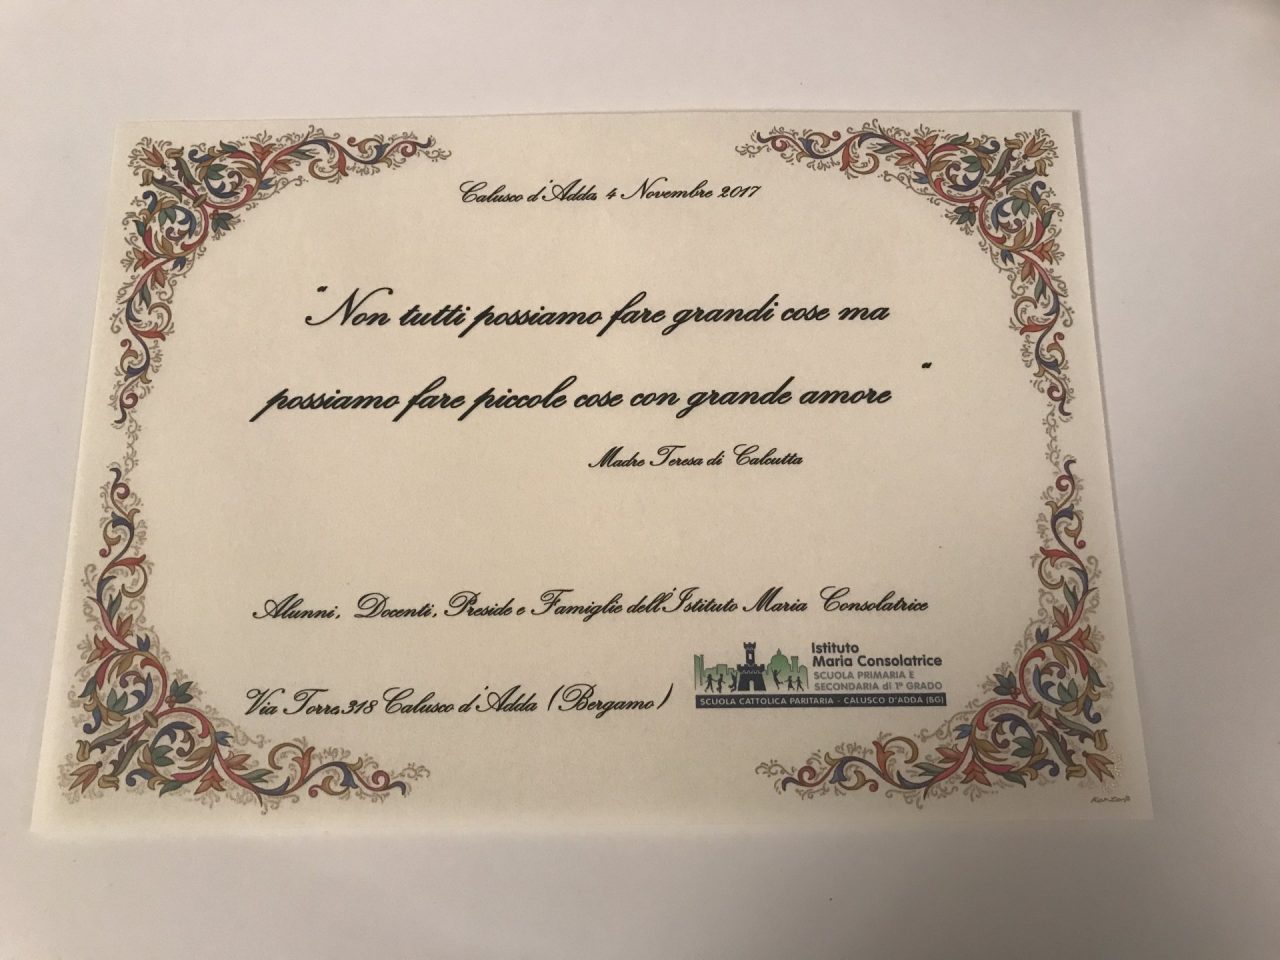 Calusco d'Adda, 4 Novembre 2017
"Non tutti possiamo fare grandi cose ma
possiamo fare piccole cose con grande amore "
Madre Teresa di Calcutta
Alunni, Docenti, Preside e Famiglie dell'Istituto Maria Consolatrice
Via Torre,318 Calusco d'Adda (Bergamo)
Istituto
Maria Consolatrice
SCUOLA PRIMARIA E
SECONDARIA di 1º GRADO
SCUOLA CATTOLICA PARITARIA - CALUSCO D'ADDA (BG)